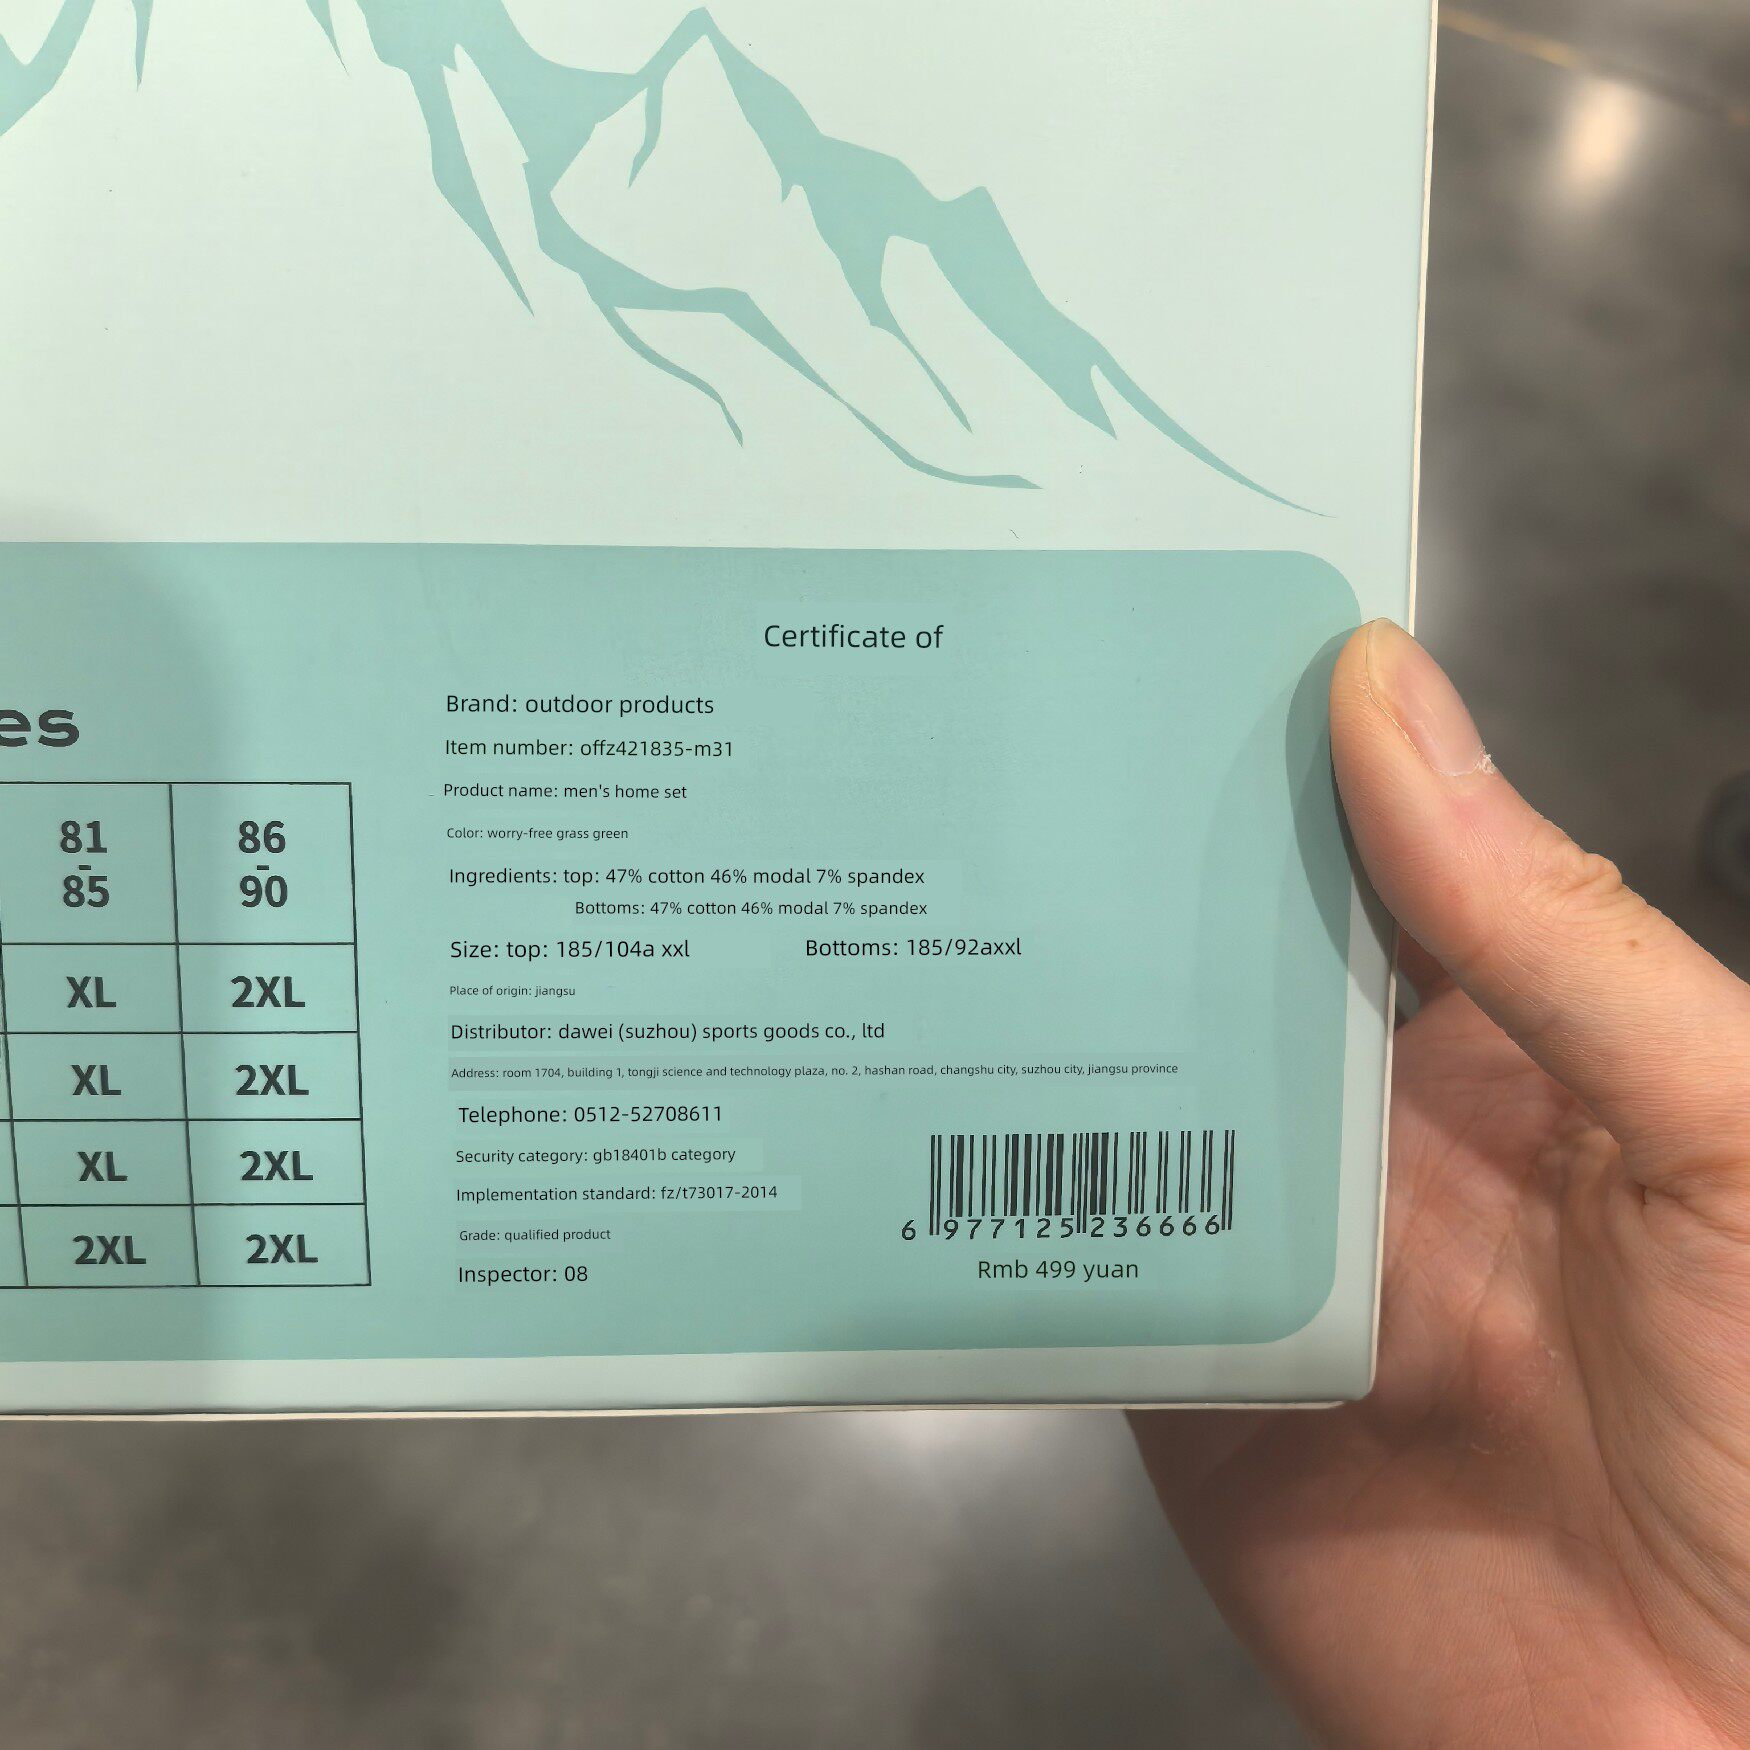 Certificate of
Brand: outdoor products
Item number: offz421835-m31
Product name: men's home set
Color: worry-free grass green
Ingredients: top: 47% cotton 46% modal 7% spandex
Bottoms: 47% cotton 46% modal 7% spandex
Size: top: 185/104a xxl Bottoms: 185/92axxl
Place of origin: jiangsu
Distributor: dawei (suzhou) sports goods co., ltd
Address: room 1704, building 1, tongji science and technology plaza, no. 2, hashan road, changshu city, suzhou city, jiangsu province
Telephone: 0512-52708611
Security category: gb18401b category
Implementation standard: fz/t73017-2014
Grade: qualified product
Inspector: 08
6 977125 236666
Rmb 499 yuan
es
81-85 86-90
XL 2XL
XL 2XL
XL 2XL
2XL 2XL